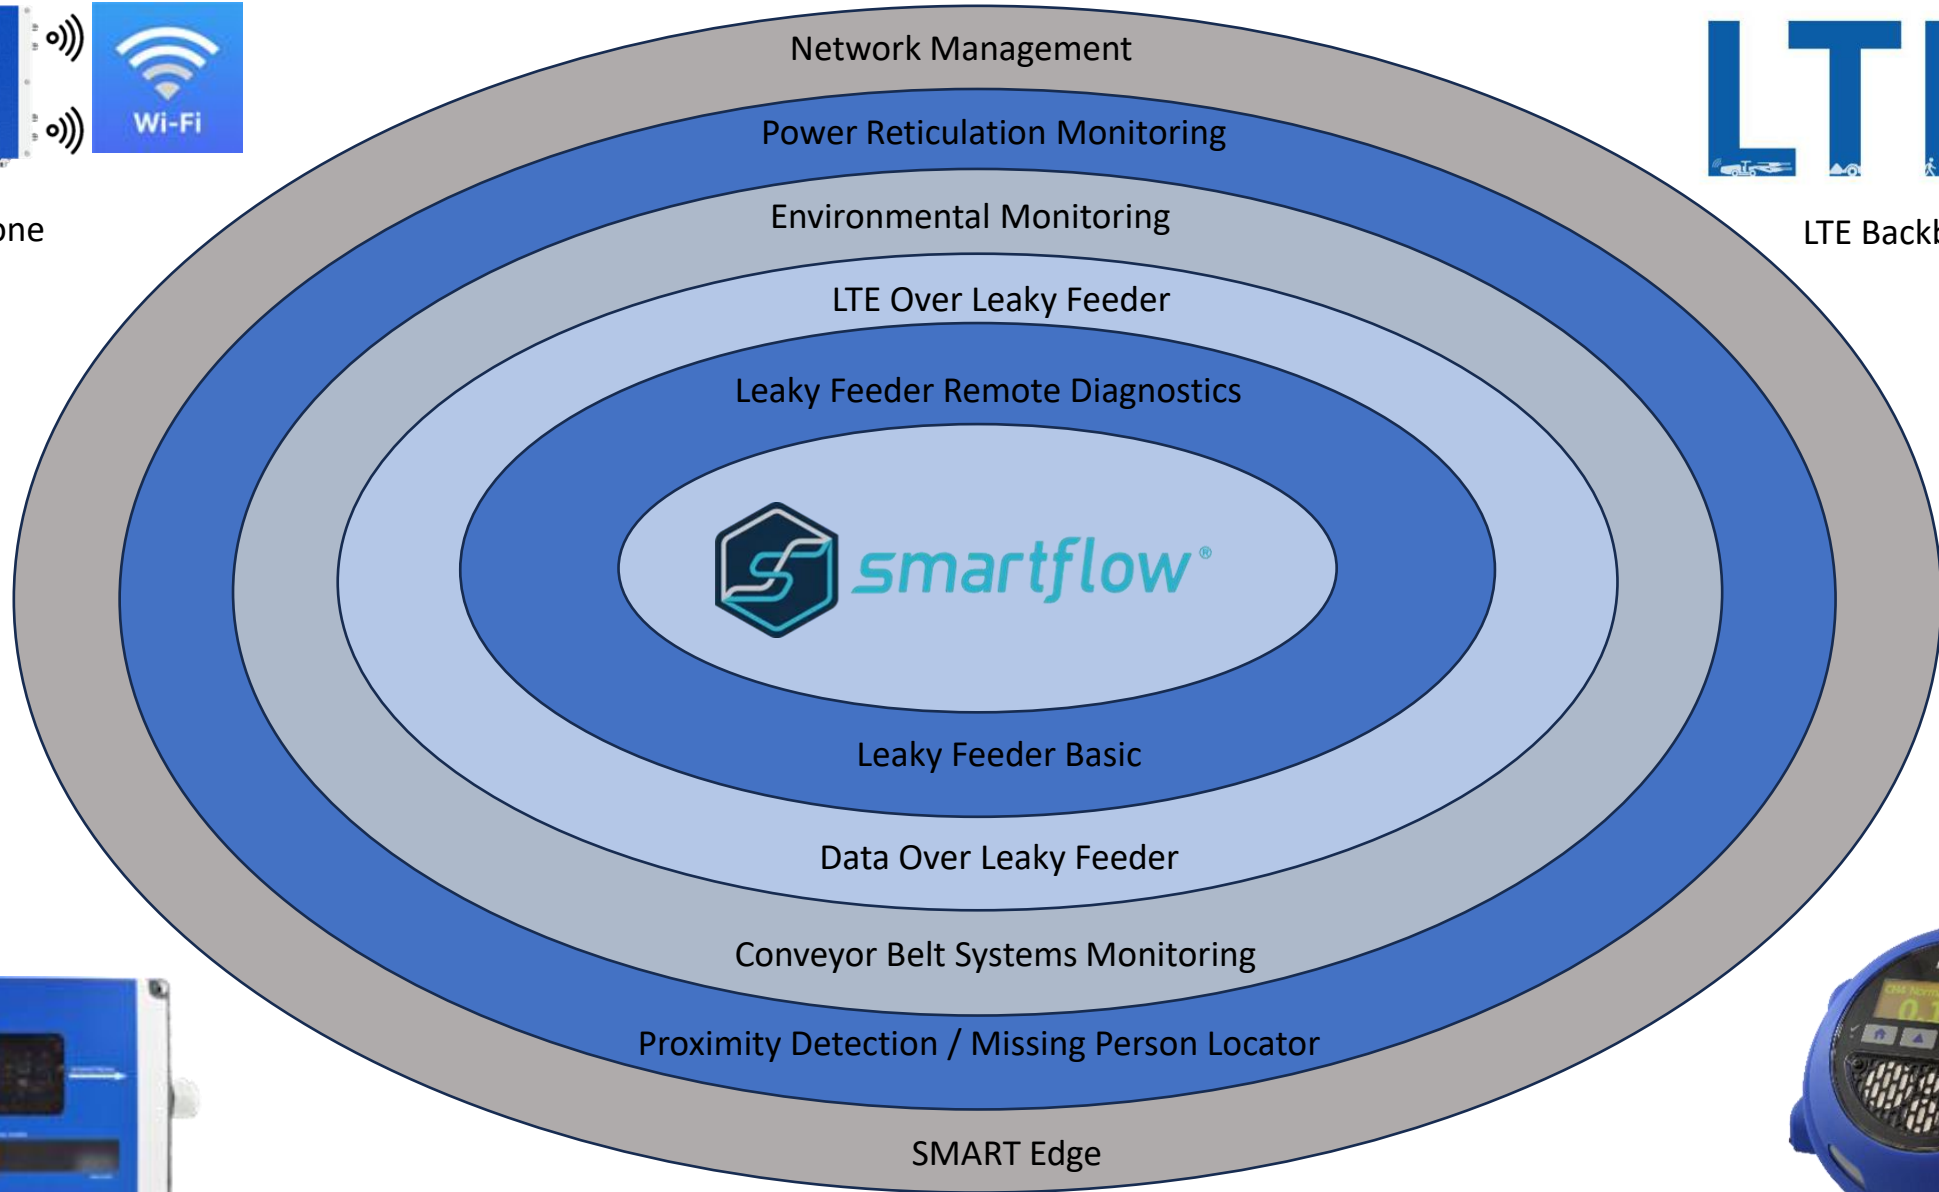 Wi-Fi
Network Management
LTE
Power Reticulation Monitoring
Environmental Monitoring
LTE
LTE Over Leaky Feeder
Leaky Feeder Remote Diagnostics
smartflow®
Leaky Feeder Basic
Data Over Leaky Feeder
Conveyor Belt Systems Monitoring
Proximity Detection / Missing Person Locator
SMART Edge